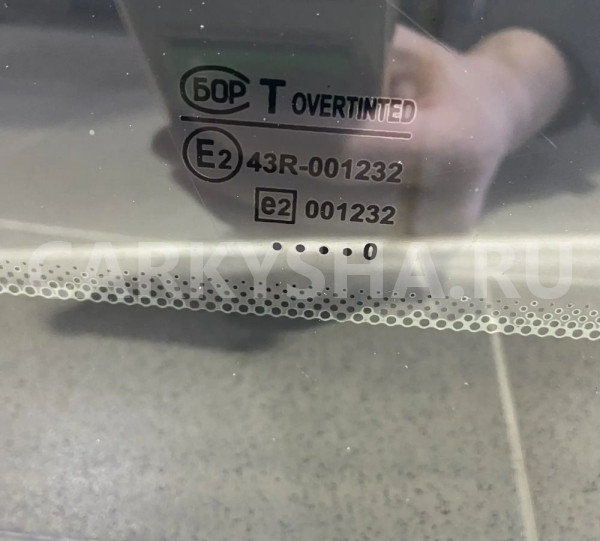 БОР T OVERTINTED
E2 43R-001232
e2 001232
• • • • 0
CARKYSHA.RU